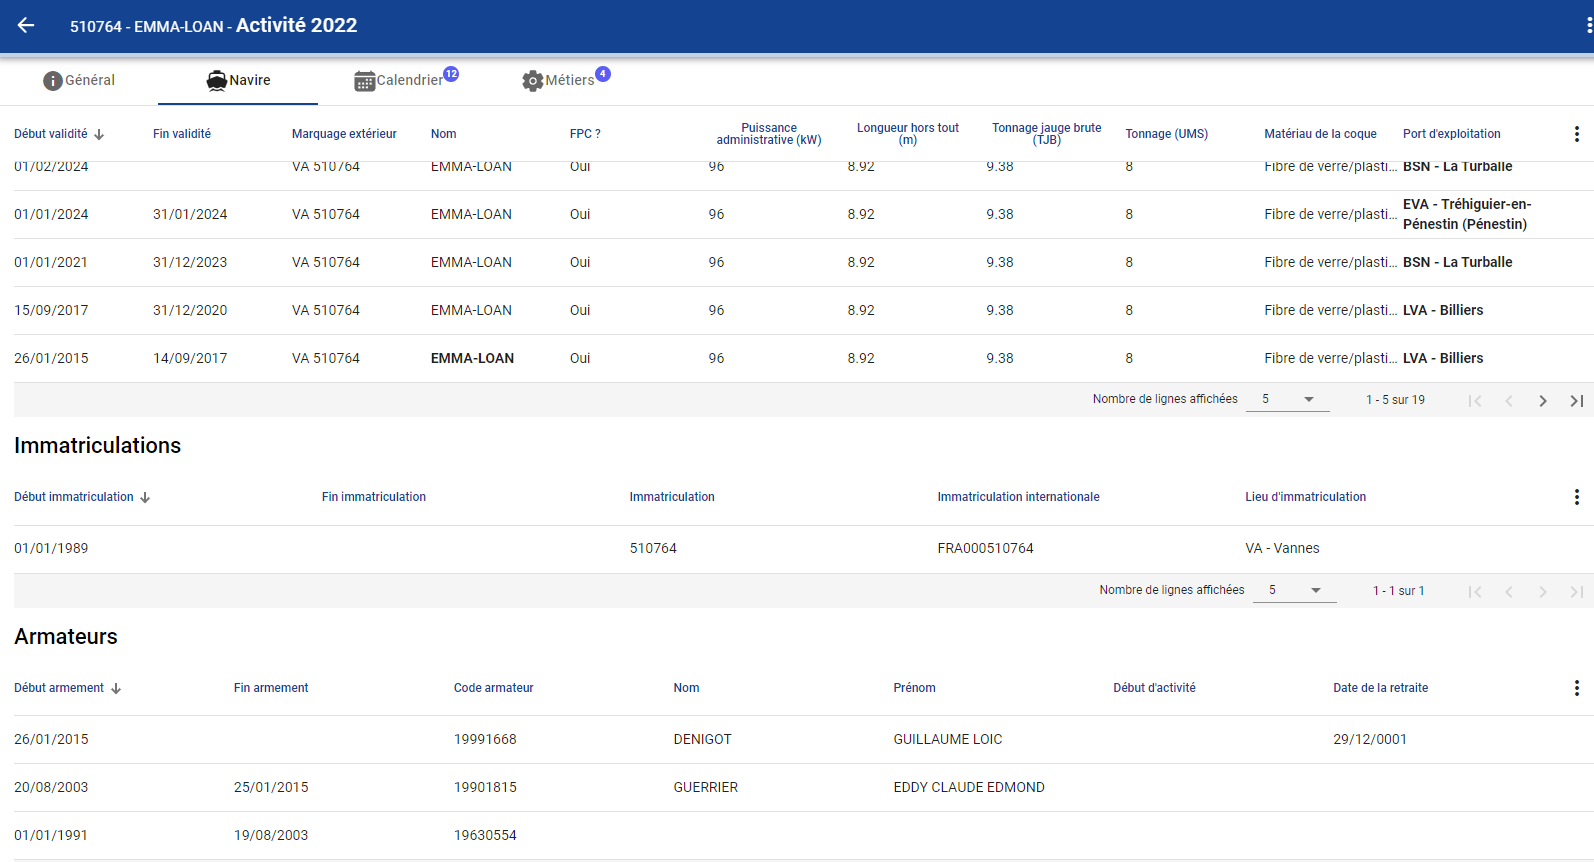 510764 - EMMA-LOAN - Activité 2022
Général Navire Calendrier 12 Métiers 4
Début validité Fin validité Marquage extérieur Nom FPC ? Puissance administrative (kW) Longueur hors tout (m) Tonnage jauge brute (TJB) Tonnage (UMS) Matériau de la coque Port d'exploitation
01/02/2024 VA 510764 EMMA-LOAN Oui 96 8.92 9.38 8 Fibre de verre/plasti... BSN - La Turballe
01/01/2024 31/01/2024 VA 510764 EMMA-LOAN Oui 96 8.92 9.38 8 Fibre de verre/plasti... EVA - Tréhiguier-en-Pénestin (Pénestin)
01/01/2021 31/12/2023 VA 510764 EMMA-LOAN Oui 96 8.92 9.38 8 Fibre de verre/plasti... BSN - La Turballe
15/09/2017 31/12/2020 VA 510764 EMMA-LOAN Oui 96 8.92 9.38 8 Fibre de verre/plasti... LVA - Billiers
26/01/2015 14/09/2017 VA 510764 EMMA-LOAN Oui 96 8.92 9.38 8 Fibre de verre/plasti... LVA - Billiers
Nombre de lignes affichées 5 1 - 5 sur 19
Immatriculations
Début immatriculation Fin immatriculation Immatriculation Immatriculation internationale Lieu d'immatriculation
01/01/1989 510764 FRA000510764 VA - Vannes
Nombre de lignes affichées 5 1 - 1 sur 1
Armateurs
Début armement Fin armement Code armateur Nom Prénom Début d'activité Date de la retraite
26/01/2015 19991668 DENIGOT GUILLAUME LOIC 29/12/0001
20/08/2003 25/01/2015 19901815 GUERRIER EDDY CLAUDE EDMOND
01/01/1991 19/08/2003 19630554